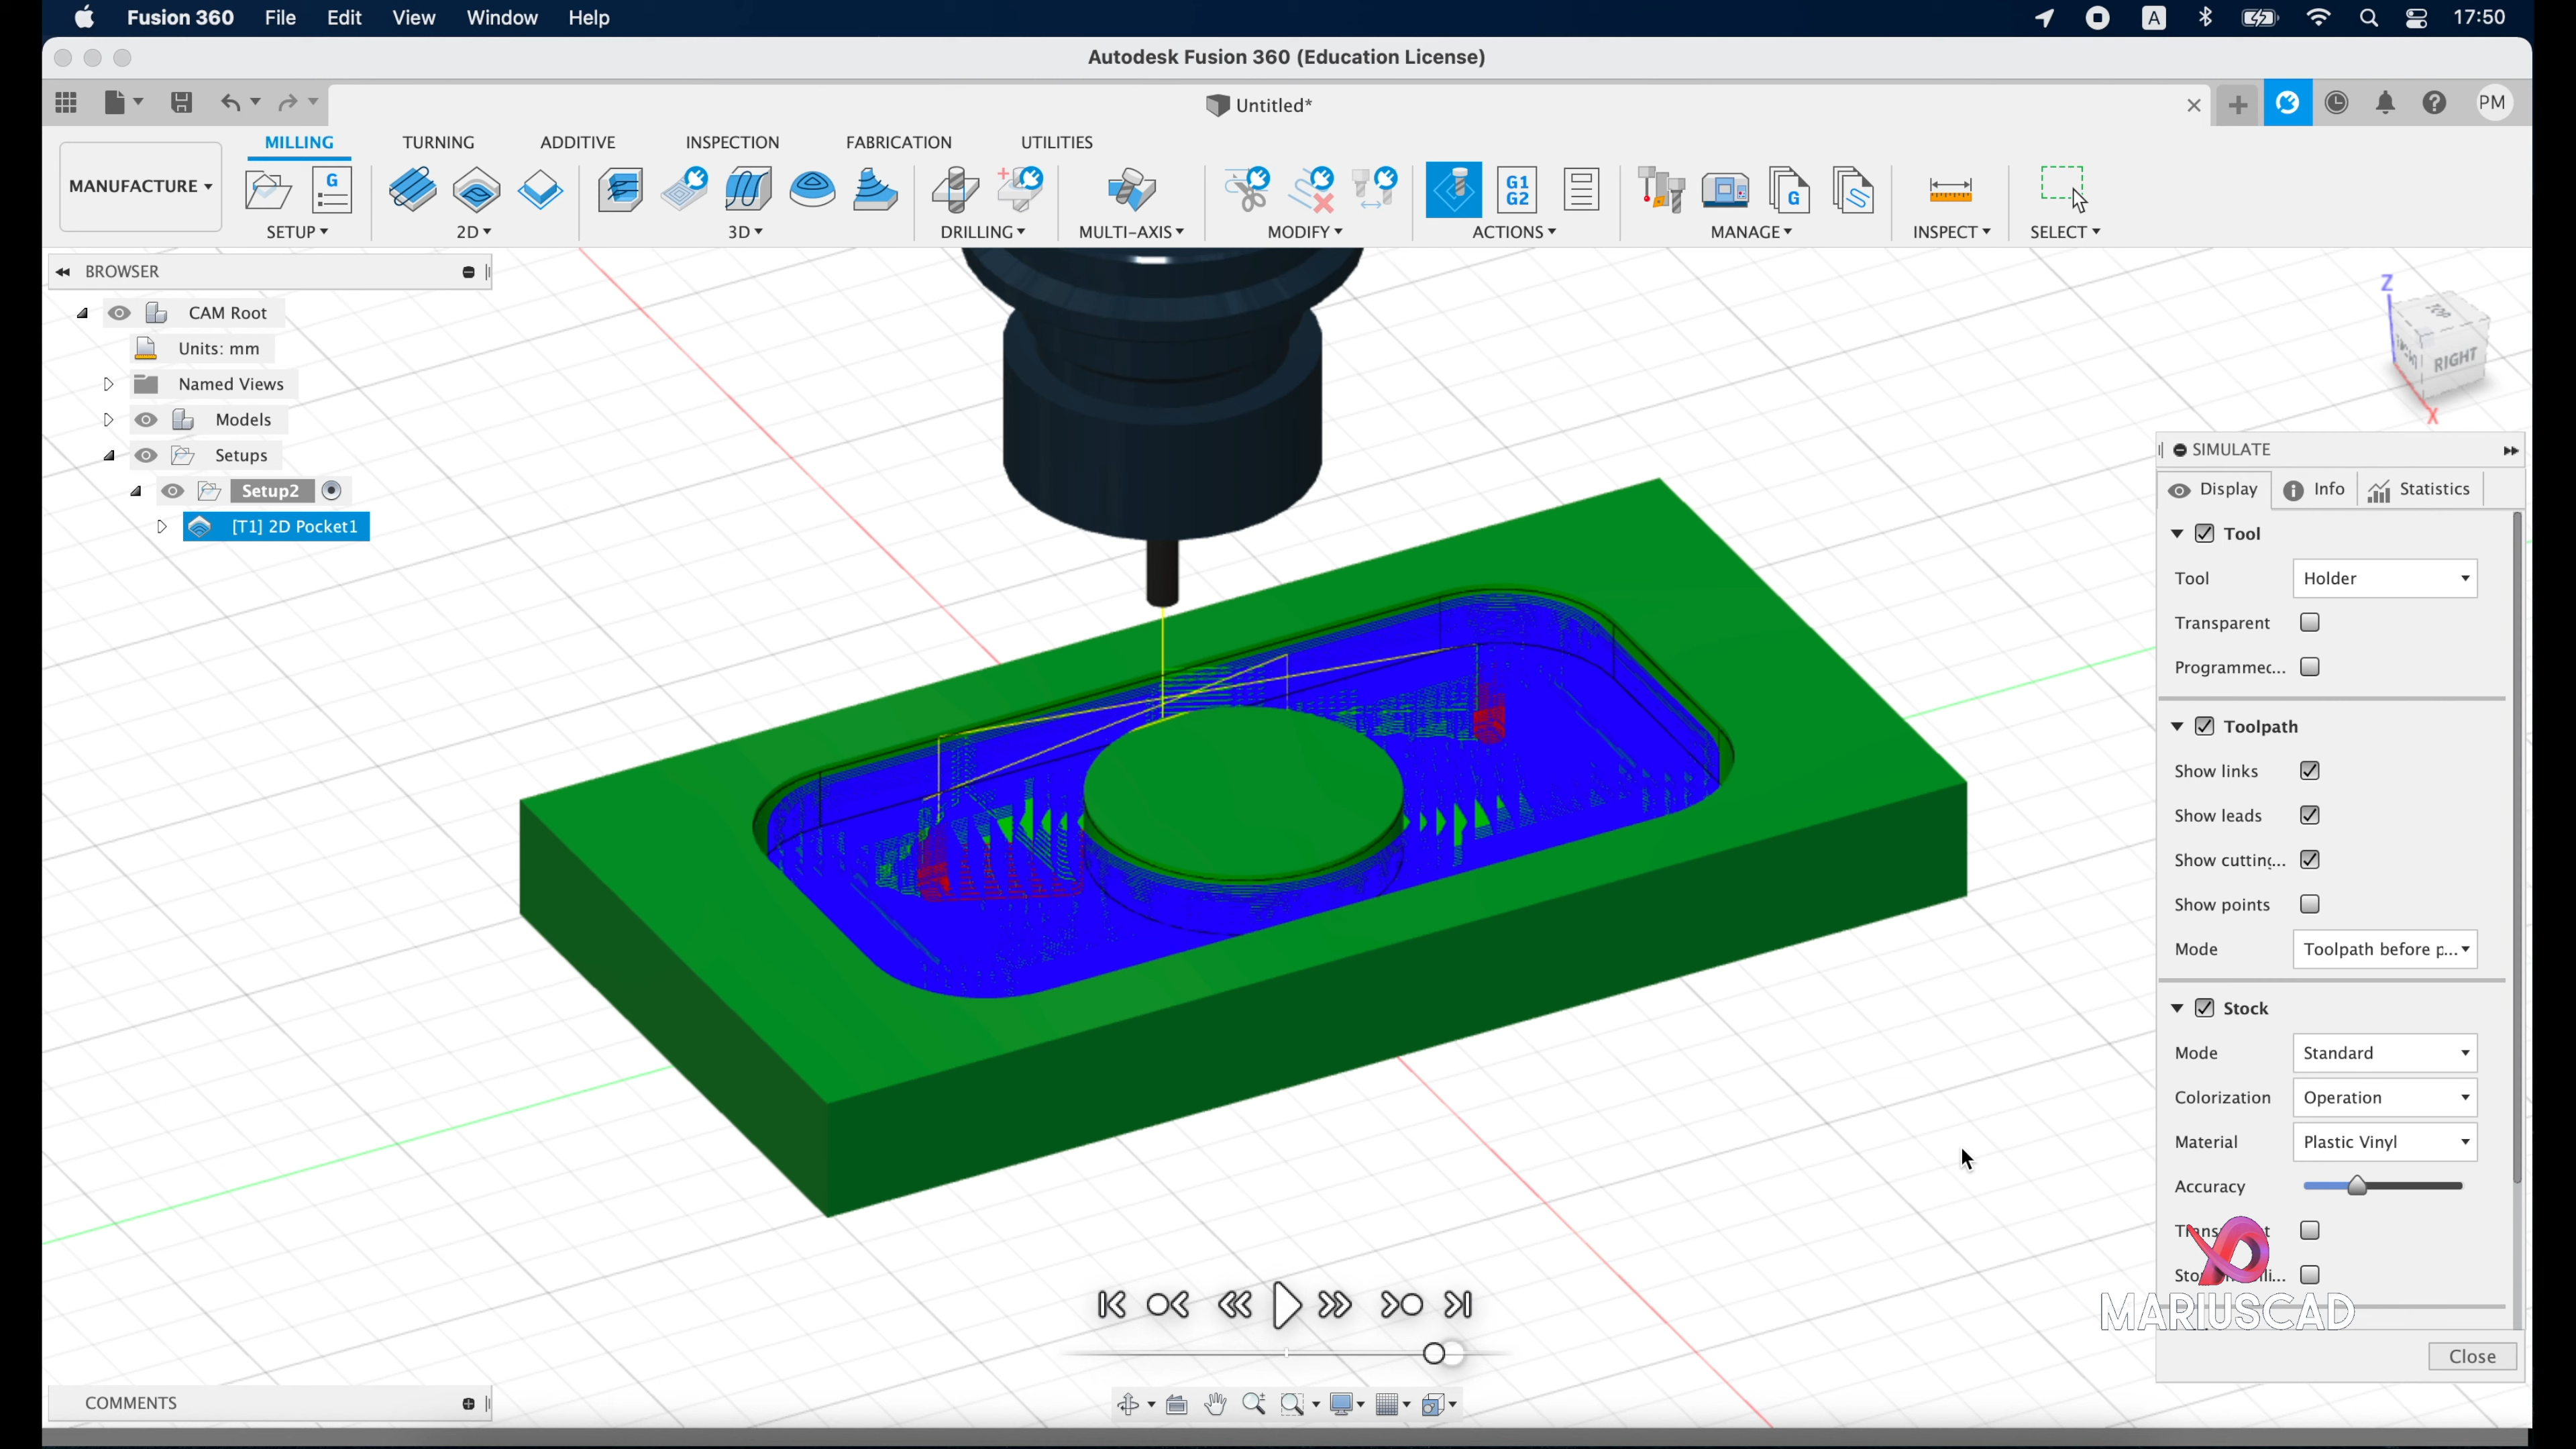 Fusion 360 File Edit View Window Help A 17:50
Autodesk Fusion 360 (Education License)
Untitled* PM
MILLING TURNING ADDITIVE INSPECTION FABRICATION UTILITIES
MANUFACTURE
G G1 G2 G
SETUP 2D 3D DRILLING MULTI-AXIS MODIFY ACTIONS MANAGE INSPECT SELECT
BROWSER
CAM Root
Units: mm
Named Views
Models
Setups
Setup2
[T1] 2D Pocket1
Z
TOP
RIGHT
X
SIMULATE
Display Info Statistics
Tool
Tool Holder
Transparent
Programmec...
Toolpath
Show links
Show leads
Show cutting...
Show points
Mode Toolpath before p...
Stock
Mode Standard
Colorization Operation
Material Plastic Vinyl
Accuracy
MARIUSCAD
Close
COMMENTS